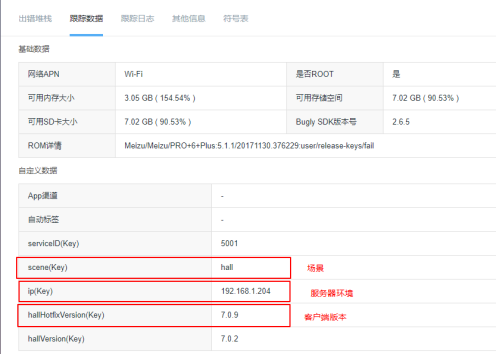 出错堆栈 跟踪数据 跟踪日志 其他信息 符号表
基础数据
网络APN Wi-Fi 是否ROOT 是
可用内存大小 3.05 GB ( 154.54% ) 可用存储空间 7.02 GB ( 90.53% )
可用SD卡大小 7.02 GB ( 90.53% ) Bugly SDK版本号 2.6.5
ROM详情 Meizu/Meizu/PRO+6+Plus:5.1.1/20171130.376229:user/release-keys/fail
自定义数据
App渠道 -
自动标签 -
serviceID(Key) 5001
scene(Key) hall 场景
ip(Key) 192.168.1.204 服务器环境
hallHotfixVersion(Key) 7.0.9 客户端版本
hallVersion(Key) 7.0.2